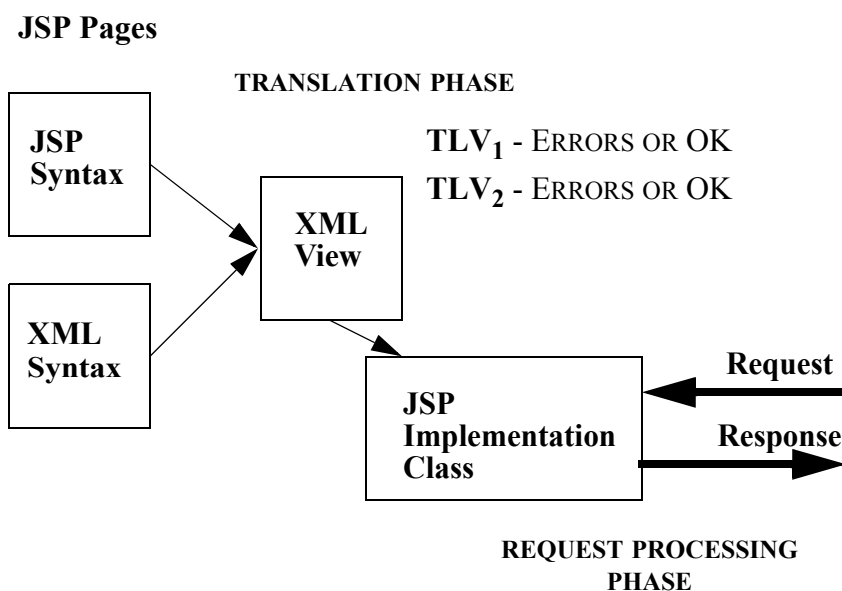 JSP Pages
TRANSLATION PHASE
JSP
Syntax
TLV1 - ERRORS OR OK
TLV2 - ERRORS OR OK
XML
View
XML
Syntax
Request
JSP
Implementation
Class
Response
REQUEST PROCESSING
PHASE